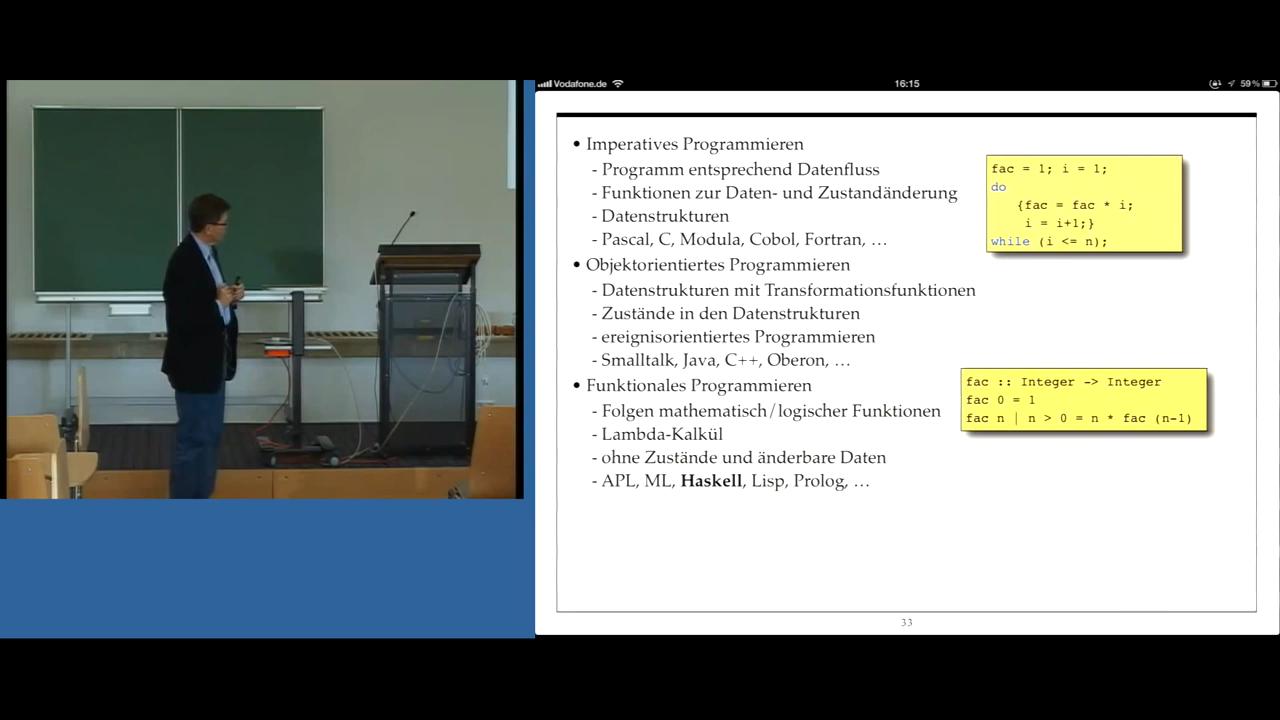 Vodafone.de 16:15 59%
• Imperatives Programmieren
- Programm entsprechend Datenfluss
- Funktionen zur Daten- und Zustandänderung
- Datenstrukturen
- Pascal, C, Modula, Cobol, Fortran, …
fac = 1; i = 1;
do
{fac = fac * i;
i = i+1;}
while (i <= n);
• Objektorientiertes Programmieren
- Datenstrukturen mit Transformationsfunktionen
- Zustände in den Datenstrukturen
- ereignisorientiertes Programmieren
- Smalltalk, Java, C++, Oberon, …
• Funktionales Programmieren
- Folgen mathematisch/logischer Funktionen
- Lambda-Kalkül
- ohne Zustände und änderbare Daten
- APL, ML, Haskell, Lisp, Prolog, …
fac :: Integer -> Integer
fac 0 = 1
fac n | n > 0 = n * fac (n-1)
33